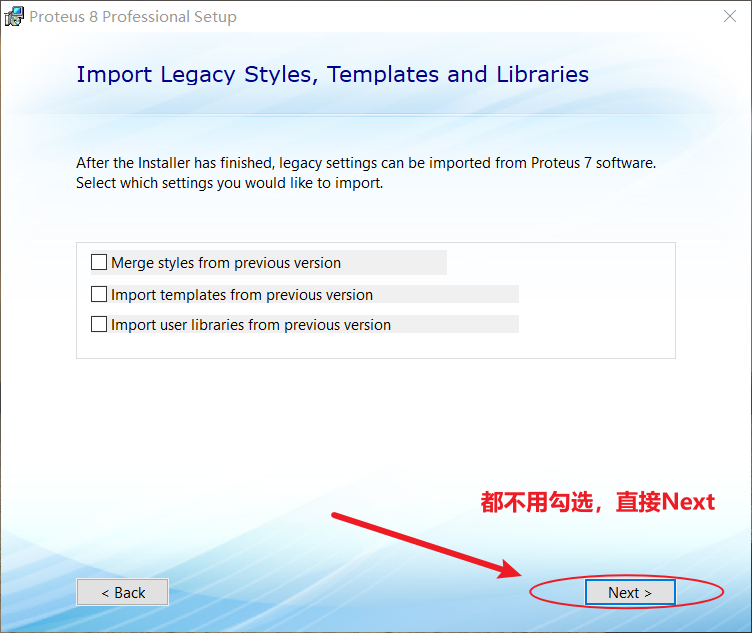 Proteus 8 Professional Setup
Import Legacy Styles, Templates and Libraries
After the Installer has finished, legacy settings can be imported from Proteus 7 software.
Select which settings you would like to import.
Merge styles from previous version
Import templates from previous version
Import user libraries from previous version
都不用勾选，直接Next
< Back
Next >